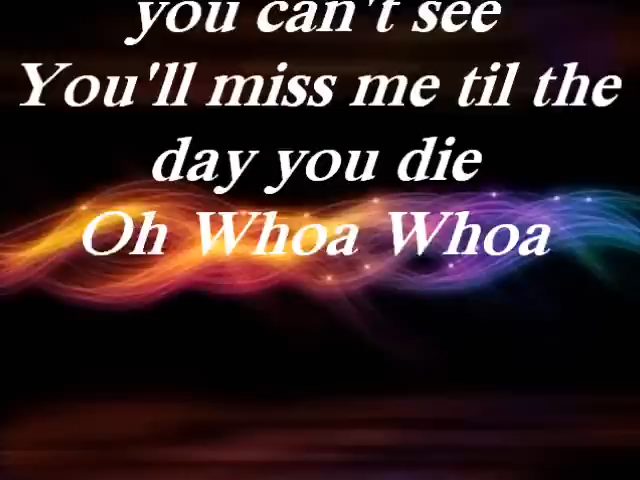 you can't see
You'll miss me til the
day you die
Oh Whoa Whoa